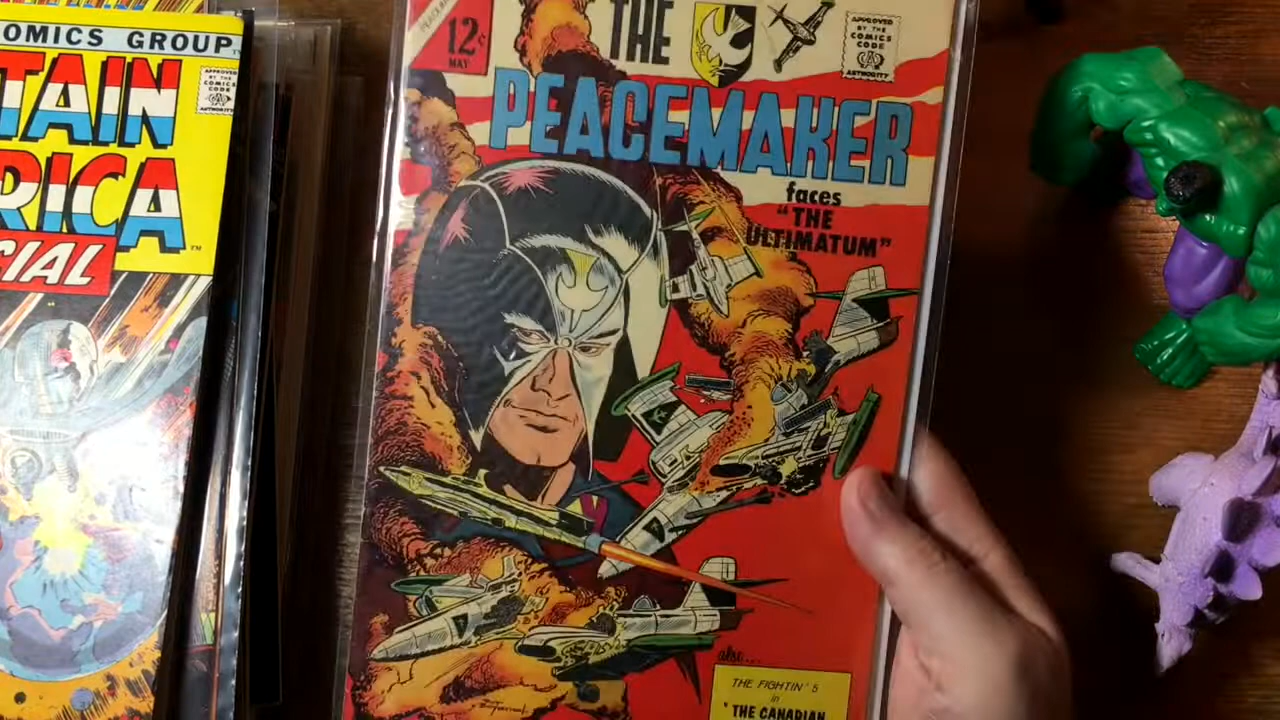 OMICS GROUP
TAIN
RICA
CIAL
APPROVED
BY THE
COMICS
CODE
AUTHORITY
12¢
MAY
THE
PEACEMAKER
faces
"THE
ULTIMATUM"
APPROVED
BY THE
COMICS
CODE
AUTHORITY
also...
THE FIGHTIN' 5
in
"THE CANADIAN